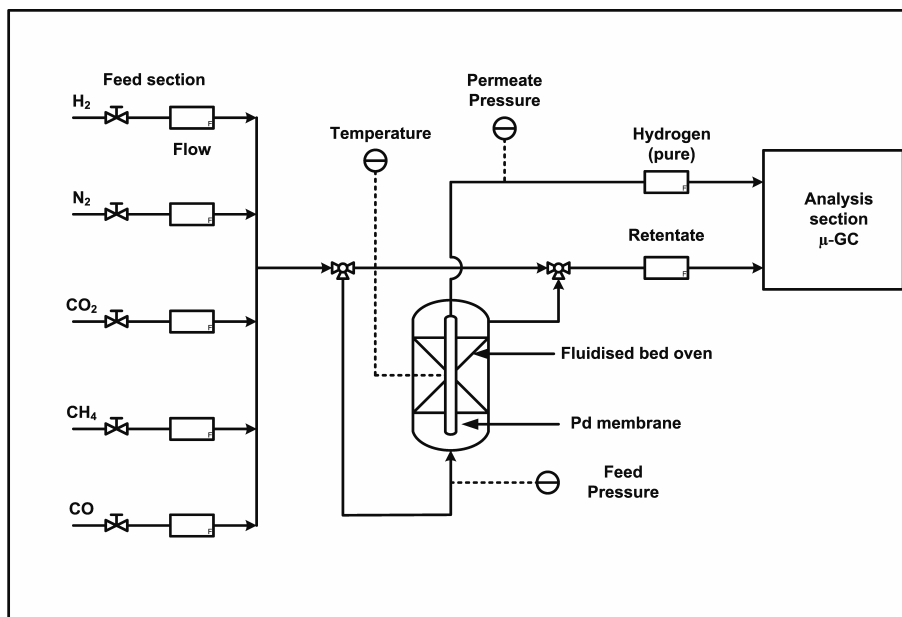 Feed section
H₂
F
Flow
N₂
F
CO₂
F
CH₄
F
CO
F
Temperature
Permeate
Pressure
Hydrogen
(pure)
F
Retentate
F
Analysis
section
μ-GC
Fluidised bed oven
Pd membrane
Feed
Pressure